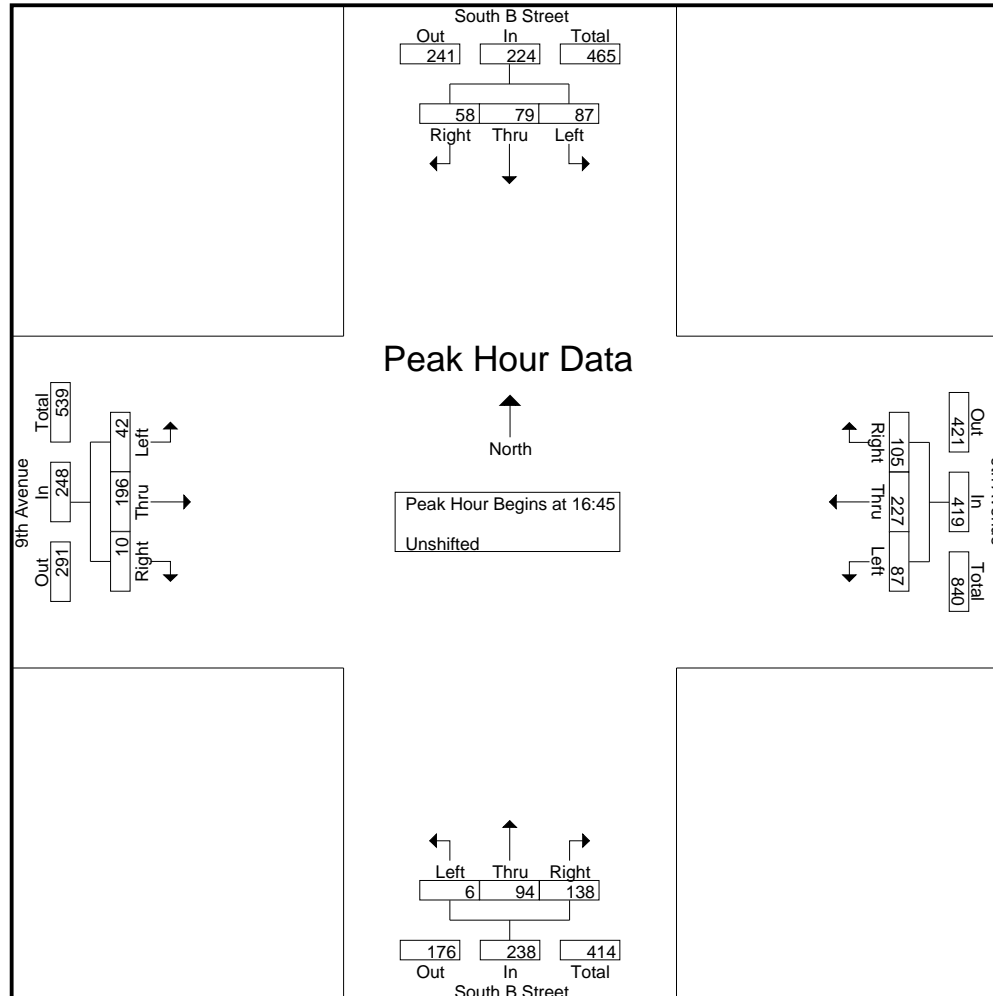 South B Street
Out In Total
241 224 465
58 79 87
Right Thru Left
Peak Hour Data
North
Peak Hour Begins at 16:45
Unshifted
9th Avenue
Total In Out
539 248 291
42 196 10
Left Thru Right
Out In Total
421 419 840
Right Thru Left
105 227 87
Left Thru Right
6 94 138
176 238 414
Out In Total
South B Street